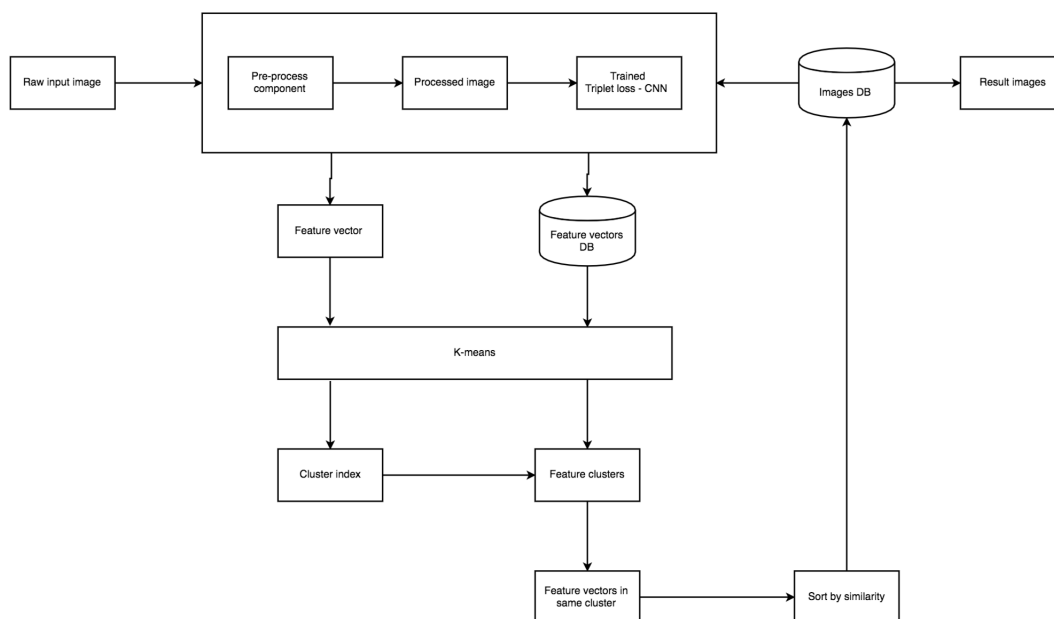 Raw input image
Pre-process
component
Processed image
Trained
Triplet loss - CNN
Images DB
Result images
Feature vector
Feature vectors
DB
K-means
Cluster index
Feature clusters
Feature vectors in
same cluster
Sort by similarity